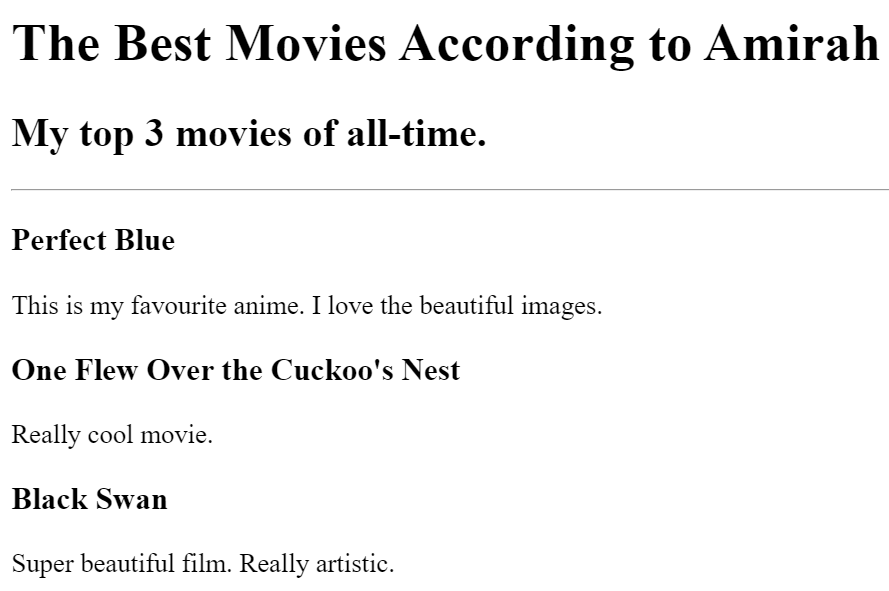 The Best Movies According to Amirah
My top 3 movies of all-time.
Perfect Blue
This is my favourite anime. I love the beautiful images.
One Flew Over the Cuckoo's Nest
Really cool movie.
Black Swan
Super beautiful film. Really artistic.